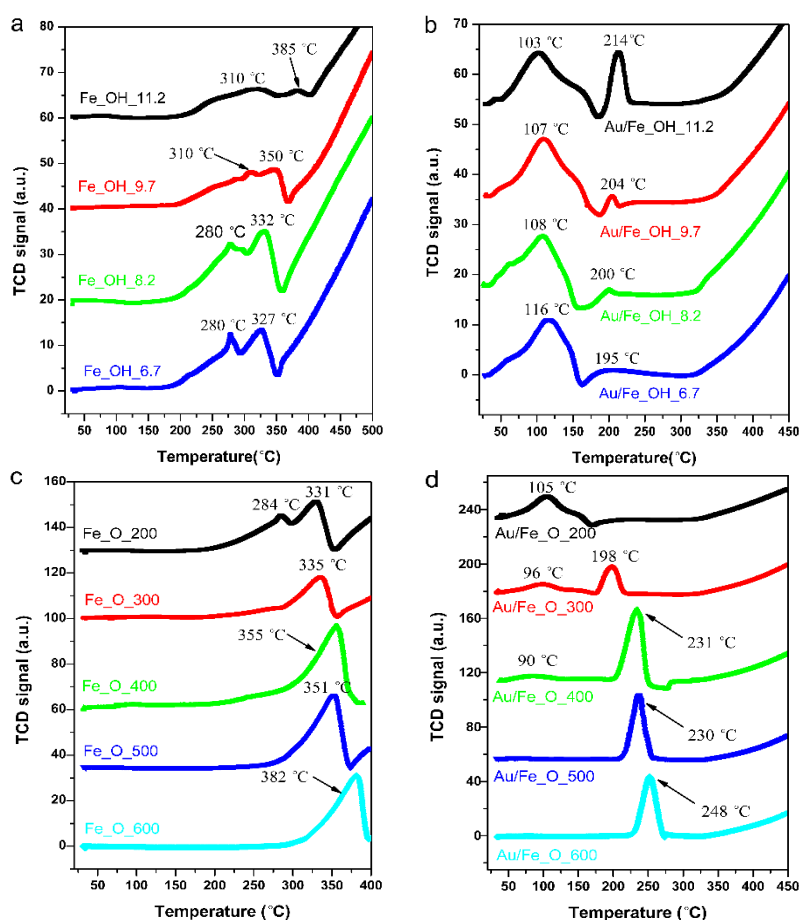 a
80
70
60
50
40
30
20
10
0
TCD signal (a.u.)
385 °C
310 °C
Fe_OH_11.2
310 °C
350 °C
Fe_OH_9.7
280 °C
332 °C
Fe_OH_8.2
280 °C
327 °C
Fe_OH_6.7
50 100 150 200 250 300 350 400 450 500
Temperature(°C)
b
70
60
50
40
30
20
10
0
TCD signal (a.u.)
103 °C
214°C
Au/Fe_OH_11.2
107 °C
204 °C
Au/Fe_OH_9.7
108 °C
200 °C
Au/Fe_OH_8.2
116 °C
195 °C
Au/Fe_OH_6.7
50 100 150 200 250 300 350 400 450
Temperature(°C)
c
160
140
120
100
80
60
40
20
0
TCD signal (a.u.)
331 °C
284 °C
Fe_O_200
335 °C
Fe_O_300
355 °C
Fe_O_400
351 °C
Fe_O_500
382 °C
Fe_O_600
50 100 150 200 250 300 350 400
Temperature (°C)
d
240
200
160
120
80
40
0
TCD signal (a.u.)
105 °C
Au/Fe_O_200
198 °C
96 °C
Au/Fe_O_300
231 °C
90 °C
Au/Fe_O_400
230 °C
Au/Fe_O_500
248 °C
Au/Fe_O_600
50 100 150 200 250 300 350 400 450
Temperature (°C)